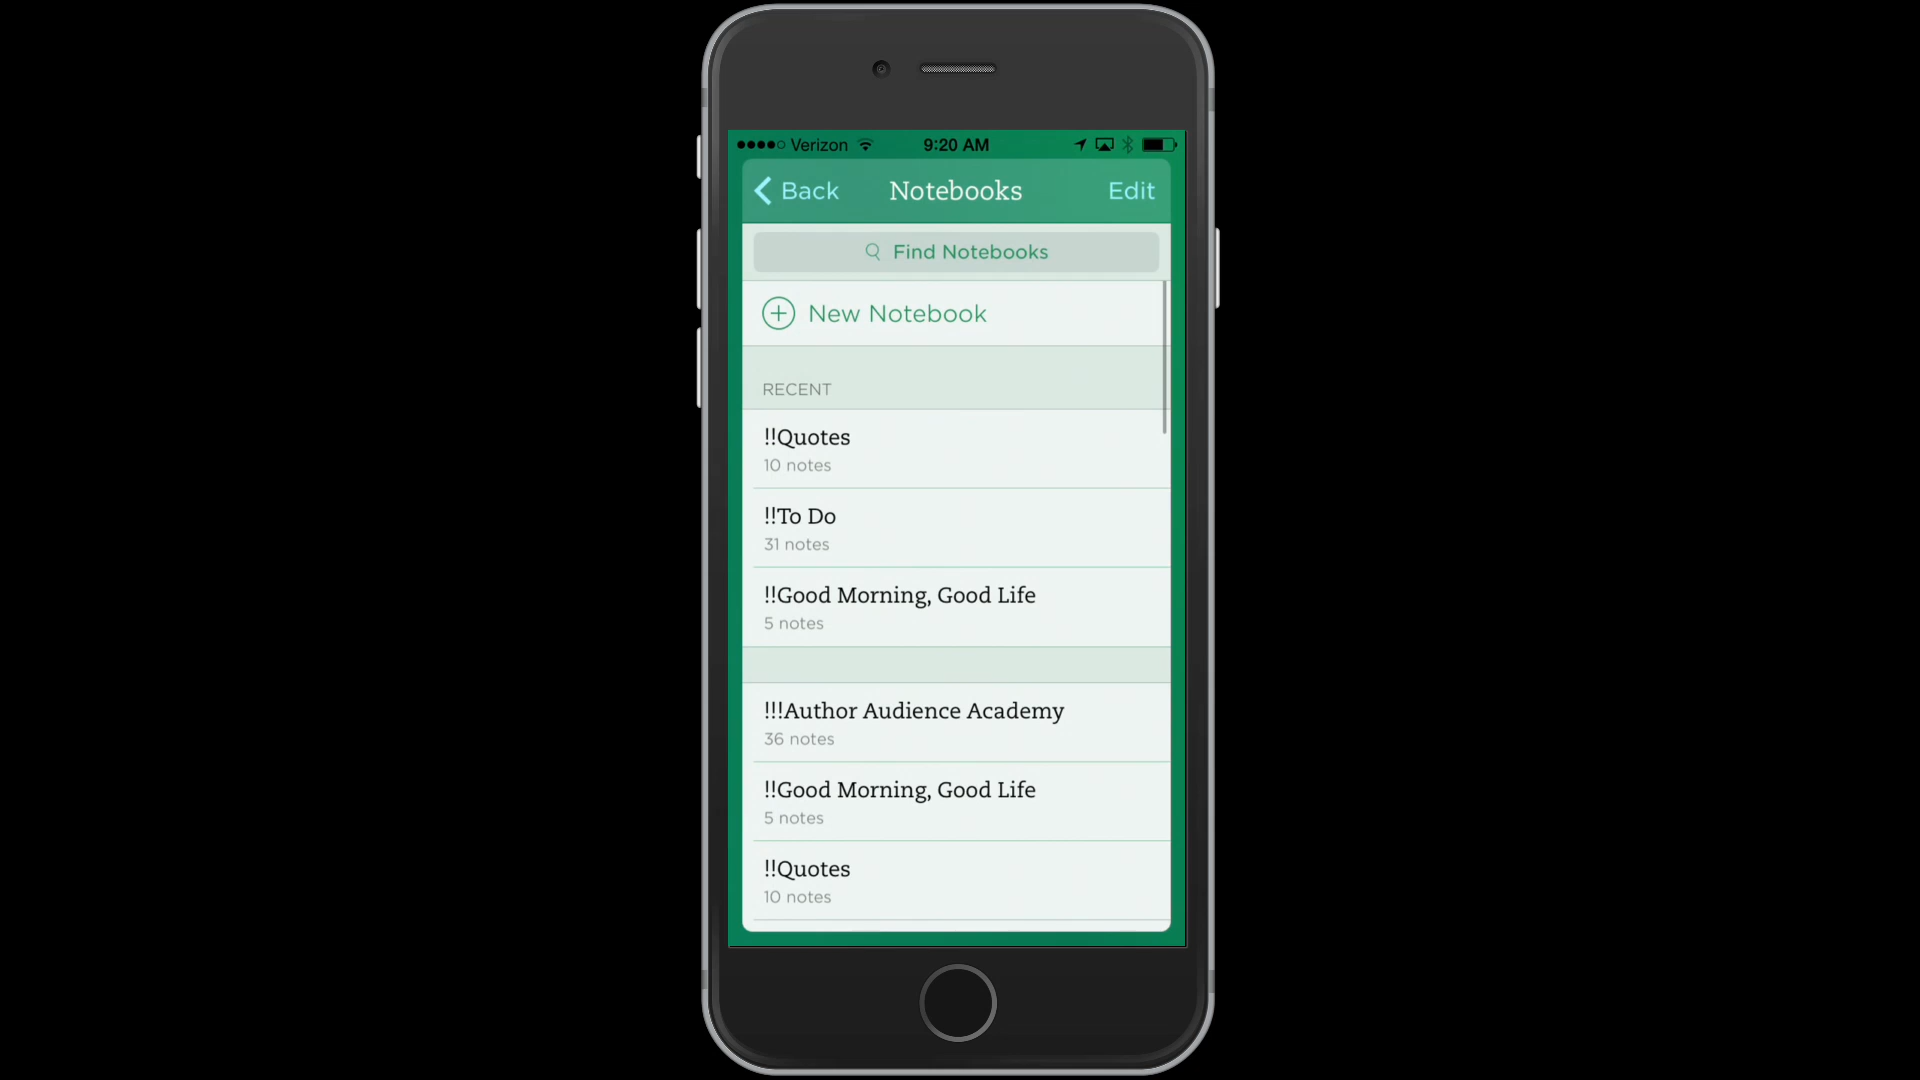 Verizon 9:20 AM
Back Notebooks Edit
Find Notebooks
New Notebook
RECENT
!!Quotes
10 notes
!!To Do
31 notes
!!Good Morning, Good Life
5 notes
!!!Author Audience Academy
36 notes
!!Good Morning, Good Life
5 notes
!!Quotes
10 notes